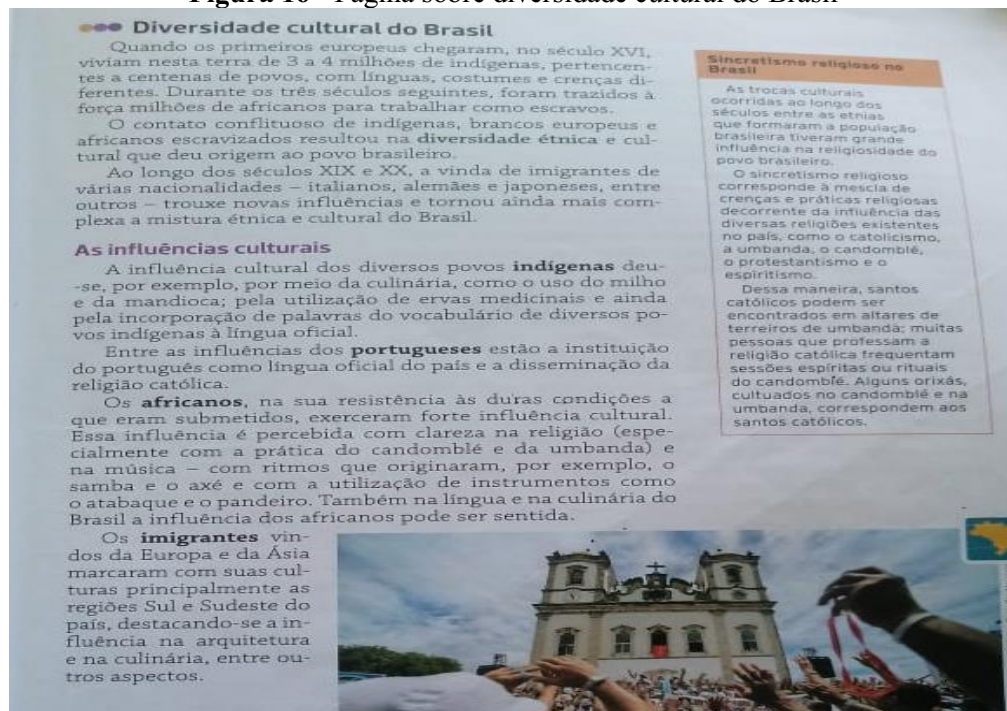 Figura 16 - Página sobre diversidade cultural do Brasil
Diversidade cultural do Brasil
Quando os primeiros europeus chegaram, no século XVI,
viviam nesta terra de 3 a 4 milhões de indígenas, pertencen-
tes a centenas de povos, com línguas, costumes e crenças di-
ferentes. Durante os três séculos seguintes, foram trazidos à
força milhões de africanos para trabalhar como escravos.
O contato conflituoso de indígenas, brancos europeus e
africanos escravizados resultou na diversidade étnica e cul-
tural que deu origem ao povo brasileiro.
Ao longo dos séculos XIX e XX, a vinda de imigrantes de
várias nacionalidades – italianos, alemães e japoneses, entre
outros – trouxe novas influências e tornou ainda mais com-
plexa a mistura étnica e cultural do Brasil.
As influências culturais
A influência cultural dos diversos povos indígenas deu-
-se, por exemplo, por meio da culinária, como o uso do milho
e da mandioca; pela utilização de ervas medicinais e ainda
pela incorporação de palavras do vocabulário de diversos po-
vos indígenas à língua oficial.
Entre as influências dos portugueses estão a instituição
do português como língua oficial do país e a disseminação da
religião católica.
Os africanos, na sua resistência às duras condições a
que eram submetidos, exerceram forte influência cultural.
Essa influência é percebida com clareza na religião (espe-
cialmente com a prática do candomblé e da umbanda) e
na música – com ritmos que originaram, por exemplo, o
samba e o axé e com a utilização de instrumentos como
o atabaque e o pandeiro. Também na língua e na culinária do
Brasil a influência dos africanos pode ser sentida.
Os imigrantes vin-
dos da Europa e da Ásia
marcaram com suas cul-
turas principalmente as
regiões Sul e Sudeste do
país, destacando-se a in-
fluência na arquitetura
e na culinária, entre ou-
tros aspectos.
Sincretismo religioso no
Brasil
As trocas culturais
ocorridas ao longo dos
séculos entre as etnias
que formaram a população
brasileira tiveram grande
influência na religiosidade do
povo brasileiro.
O sincretismo religioso
corresponde à mescla de
crenças e práticas religiosas
decorrente da influência das
diversas religiões existentes
no país, como o catolicismo,
a umbanda, o candomblé,
o protestantismo e o
espiritismo.
Dessa maneira, santos
católicos podem ser
encontrados em altares de
terreiros de umbanda; muitas
pessoas que professam a
religião católica frequentam
sessões espíritas ou rituais
do candomblé. Alguns orixás,
cultuados no candomblé e na
umbanda, correspondem aos
santos católicos.